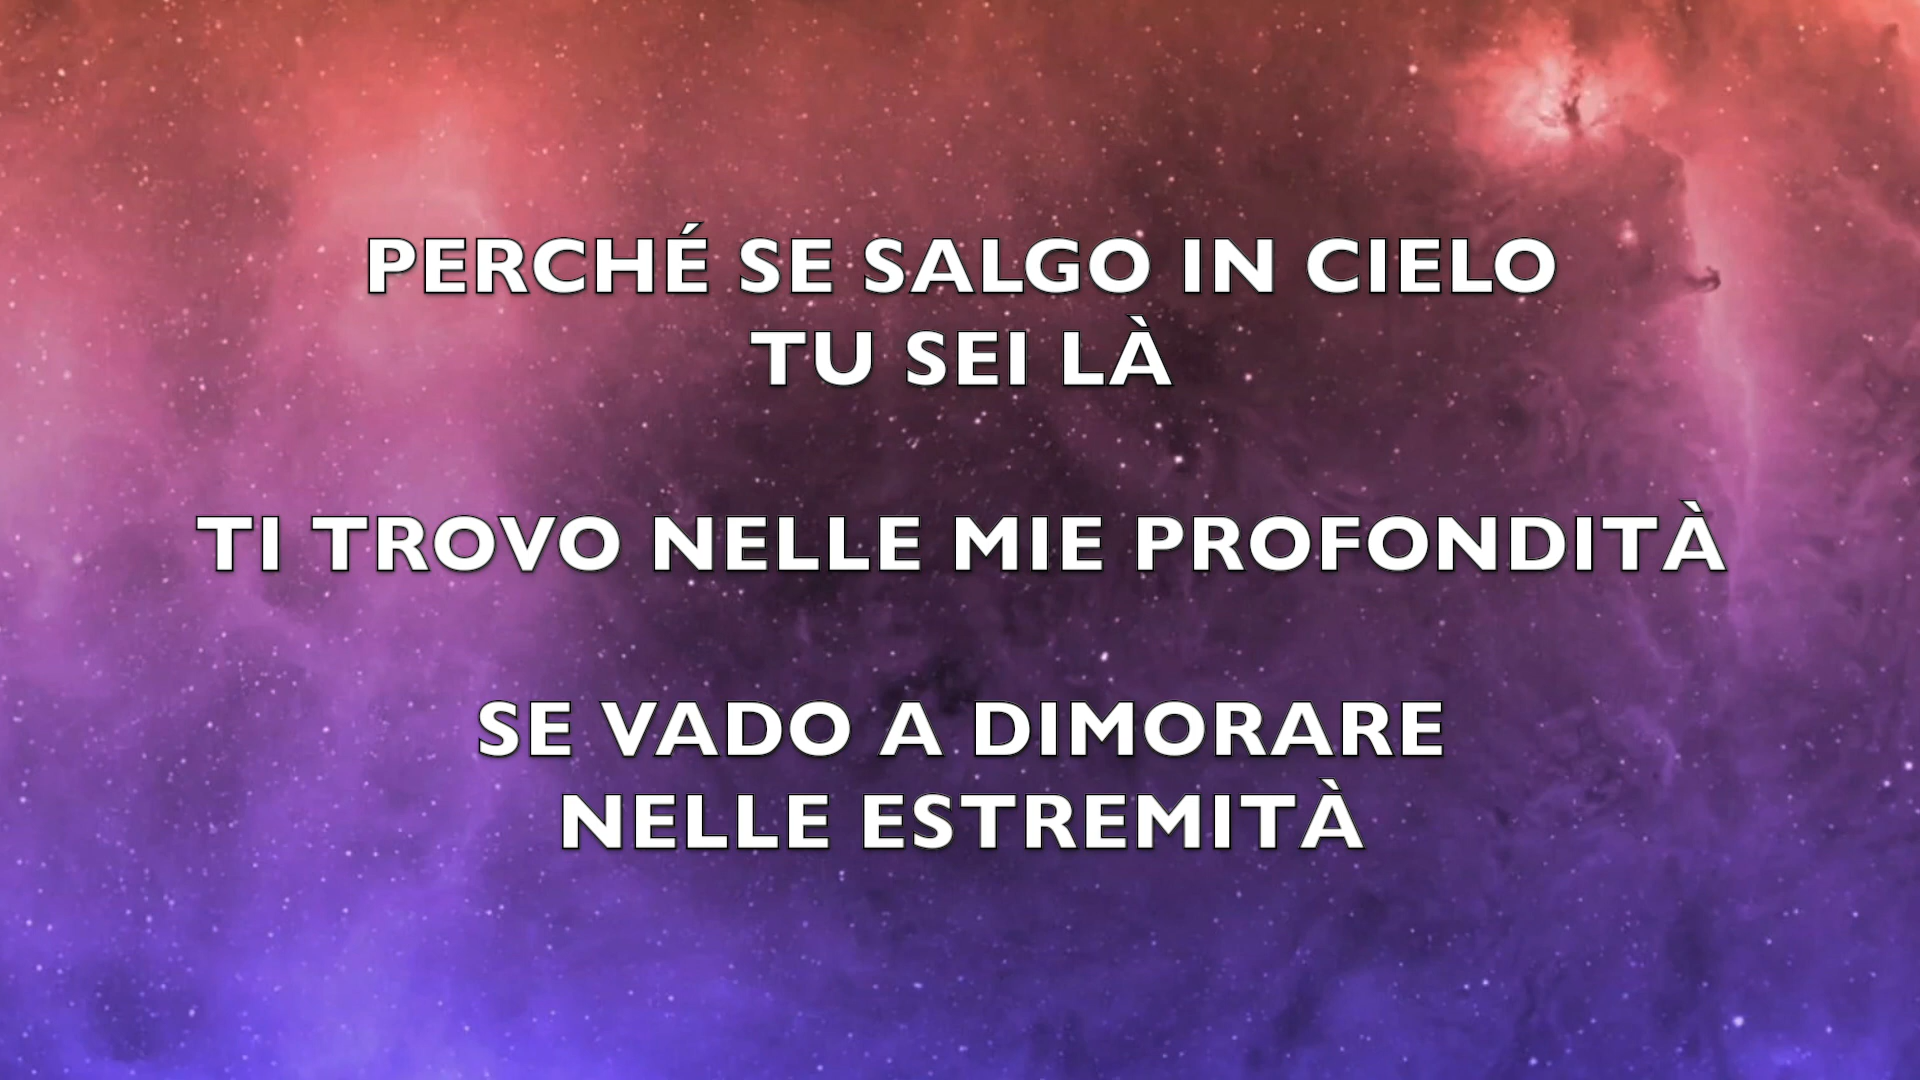 PERCHÉ SE SALGO IN CIELO
TU SEI LÀ
TI TROVO NELLE MIE PROFONDITÀ
SE VADO A DIMORARE
NELLE ESTREMITÀ